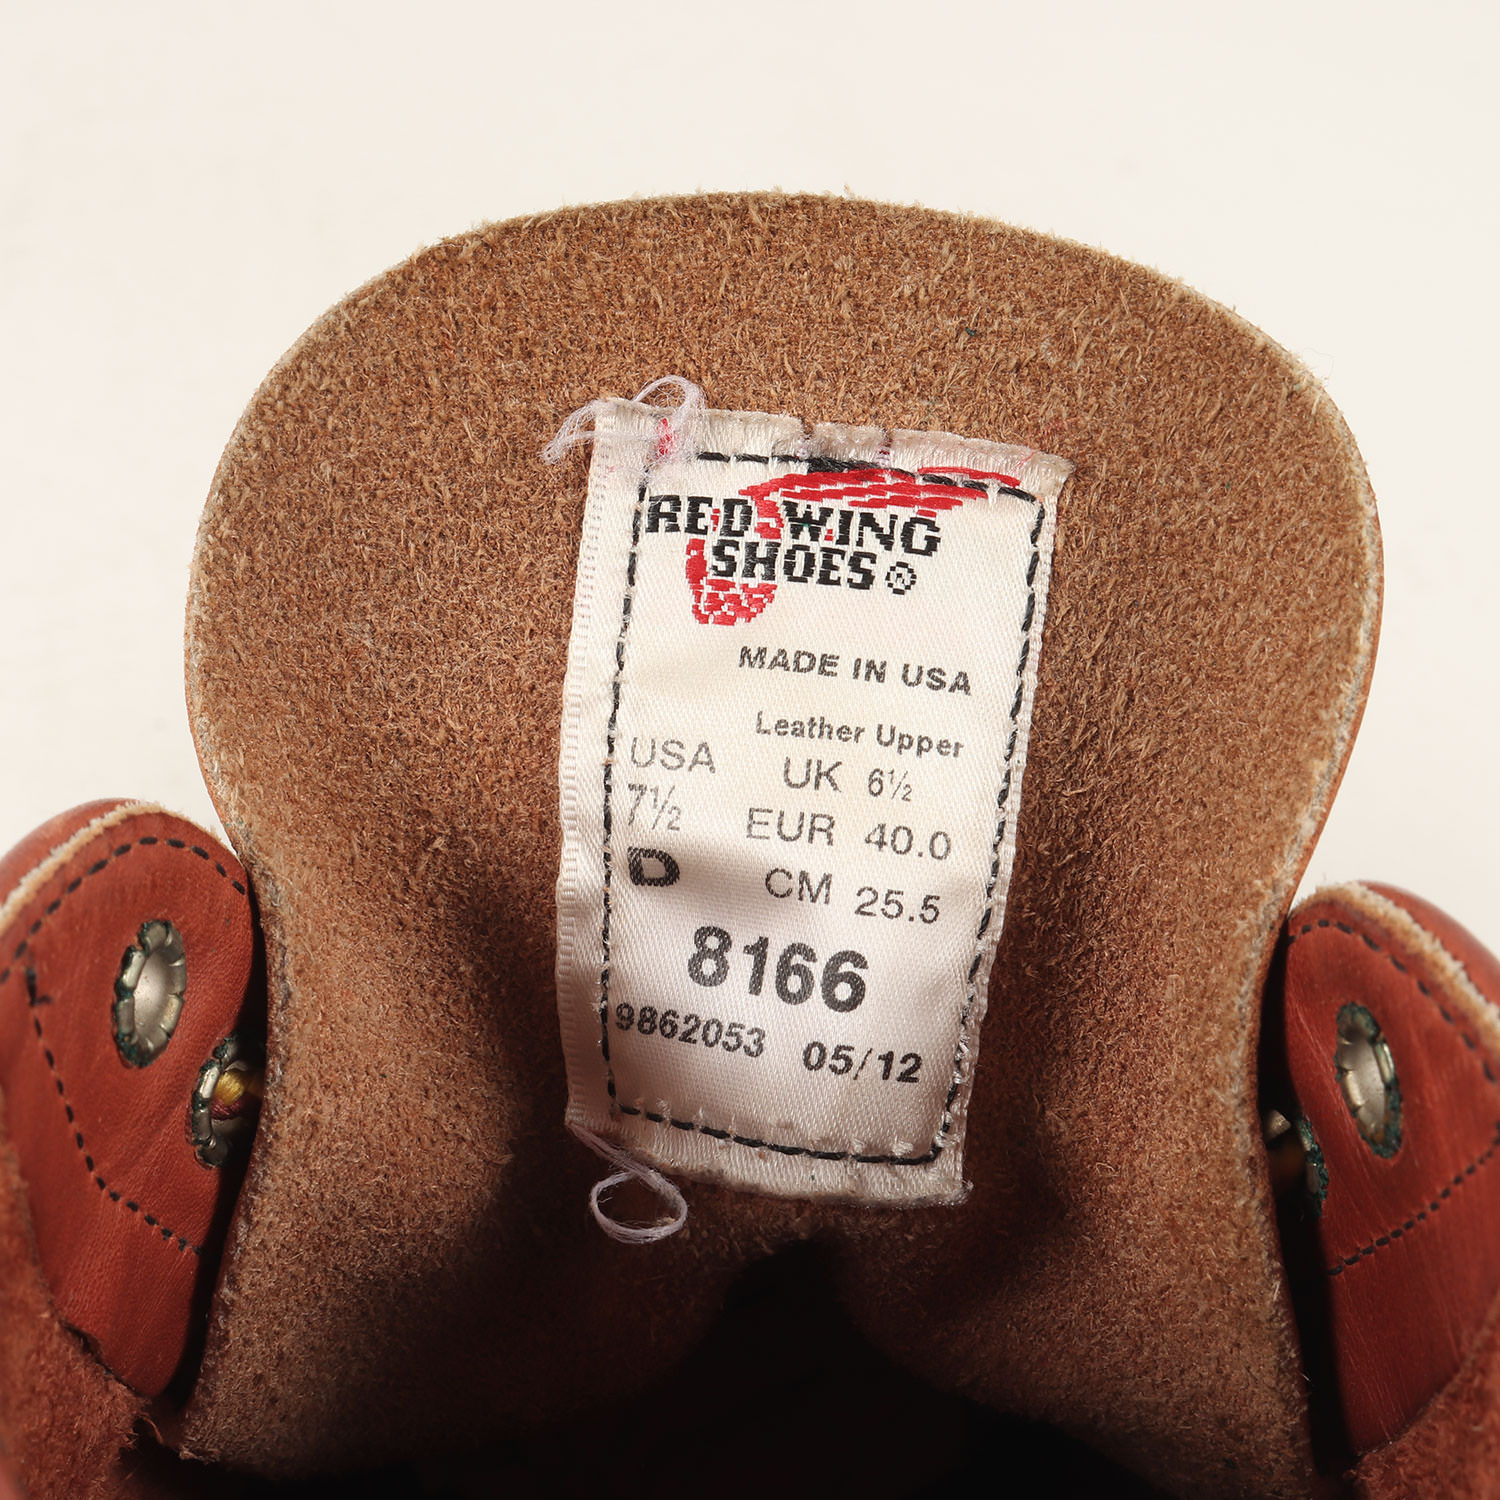 RED WING
SHOES®
MADE IN USA
Leather Upper
USA UK 6½
7½ EUR 40.0
D CM 25.5
8166
9862053 05/12